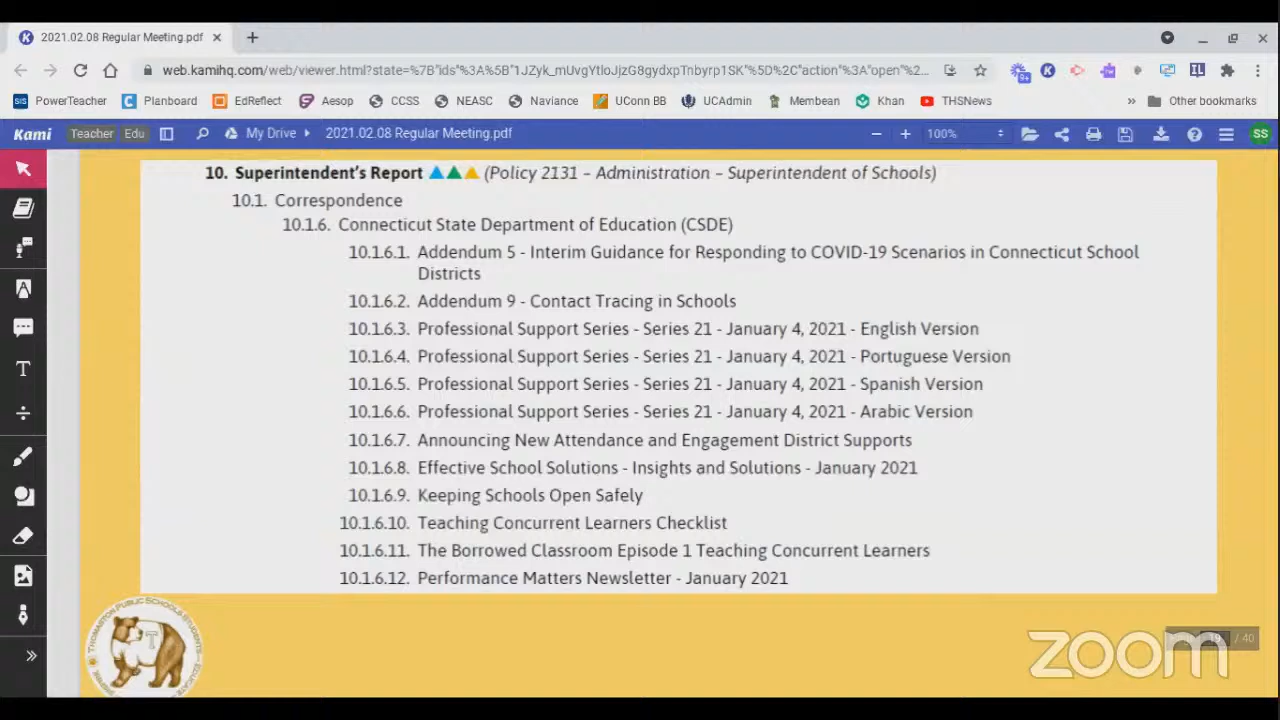 2021.02.08 Regular Meeting.pdf
web.kamihq.com/web/viewer.html?state=%7B"ids"%3A%5B"1JZyk_mUvgYtloJjzG8gydxpTnbyrp1SK"%5D%2C"action"%3A"open"%2...
PowerTeacher Planboard EdReflect Aesop CCSS NEASC Naviance UConn BB UCAdmin Membean Khan THSNews » Other bookmarks
Kami Teacher Edu My Drive 2021.02.08 Regular Meeting.pdf 100% SS
10. Superintendent's Report (Policy 2131 – Administration – Superintendent of Schools)
10.1. Correspondence
10.1.6. Connecticut State Department of Education (CSDE)
10.1.6.1. Addendum 5 - Interim Guidance for Responding to COVID-19 Scenarios in Connecticut School
Districts
10.1.6.2. Addendum 9 - Contact Tracing in Schools
10.1.6.3. Professional Support Series - Series 21 - January 4, 2021 - English Version
10.1.6.4. Professional Support Series - Series 21 - January 4, 2021 - Portuguese Version
10.1.6.5. Professional Support Series - Series 21 - January 4, 2021 - Spanish Version
10.1.6.6. Professional Support Series - Series 21 - January 4, 2021 - Arabic Version
10.1.6.7. Announcing New Attendance and Engagement District Supports
10.1.6.8. Effective School Solutions - Insights and Solutions - January 2021
10.1.6.9. Keeping Schools Open Safely
10.1.6.10. Teaching Concurrent Learners Checklist
10.1.6.11. The Borrowed Classroom Episode 1 Teaching Concurrent Learners
10.1.6.12. Performance Matters Newsletter - January 2021
THOMASTON PUBLIC SCHOOLS STUDENTS
T
zoom
19 / 40